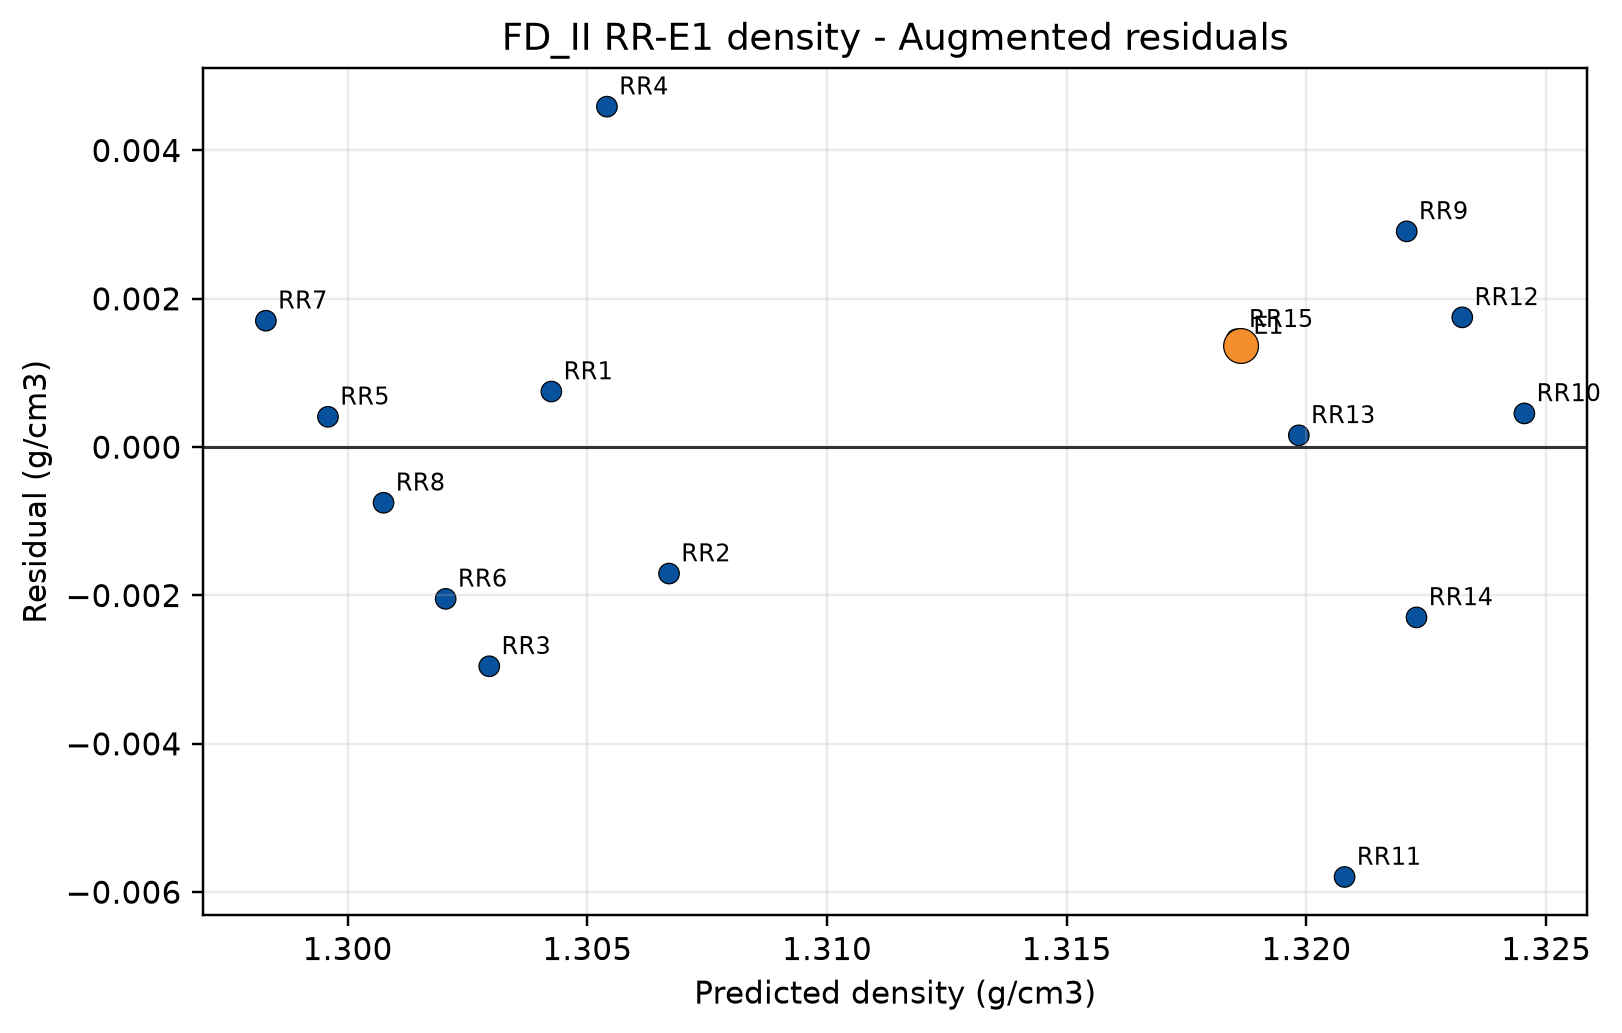 FD_II RR-E1 density - Augmented residuals
RR4
0.004
RR9
0.002
RR7
RR12
RR15
E1
RR1
RR5
RR10
RR13
0.000
RR8
RR2
RR6
−0.002
RR14
RR3
−0.004
RR11
−0.006
1.300 1.305 1.310 1.315 1.320 1.325
Predicted density (g/cm3)
Residual (g/cm3)